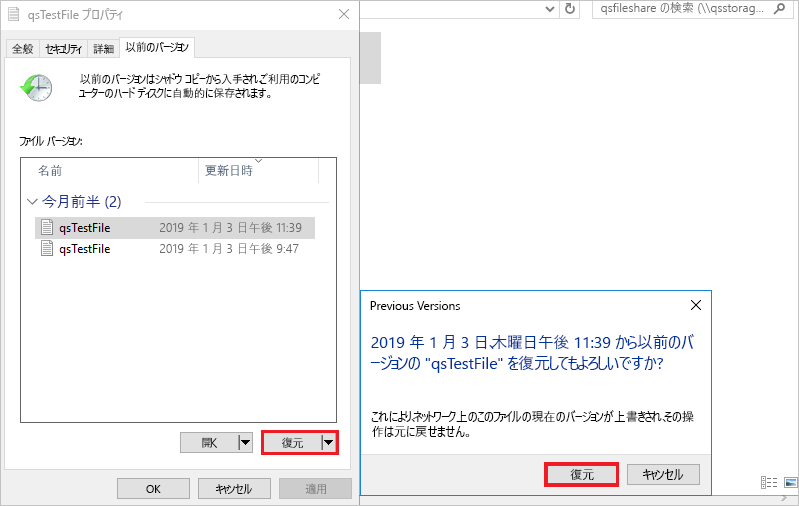 qsTestFile プロパティ
qsfileshare の検索 (\\qsstorag...
全般 セキュリティ 詳細 以前のバージョン
以前のバージョンはシャドウ コピーから入手され、ご利用のコンピ
ューターのハード ディスクに自動的に保存されます。
ファイル バージョン:
名前 更新日時
今月前半 (2)
qsTestFile 2019 年 1 月 3 日午後 11:39
qsTestFile 2019 年 1 月 3 日午後 9:47
開K 復元
OK キャンセル 適用
Previous Versions
2019 年 1 月 3 日、木曜日午後 11:39 から以前のバ
ージョンの "qsTestFile" を復元してもよろしいですか?
これにより、ネットワーク上のこのファイルの現在のバージョンが上書きされ、その操
作は元に戻せません。
復元 キャンセル